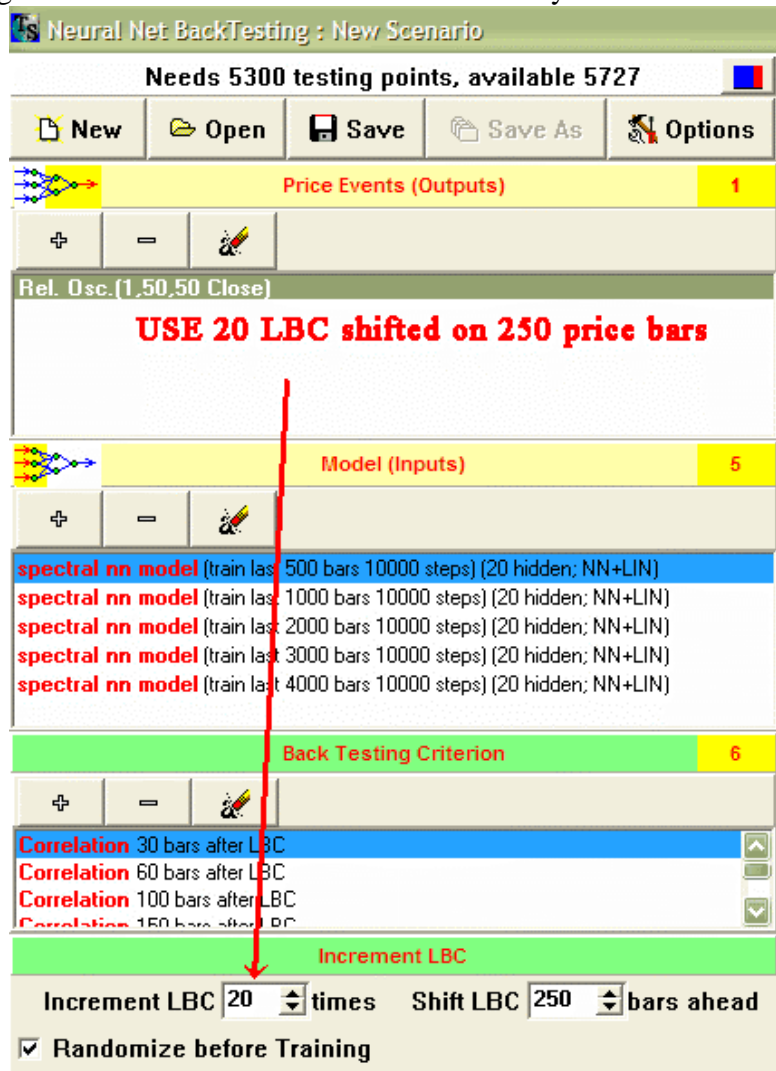 Neural Net BackTesting : New Scenario
Needs 5300 testing points, available 5727
New Open Save Save As Options
Price Events (Outputs) 1
Rel. Osc.(1,50,50 Close)
USE 20 LBC shifted on 250 price bars
Model (Inputs) 5
spectral nn model (train last 500 bars 10000 steps) (20 hidden; NN+LIN)
spectral nn model (train last 1000 bars 10000 steps) (20 hidden; NN+LIN)
spectral nn model (train last 2000 bars 10000 steps) (20 hidden; NN+LIN)
spectral nn model (train last 3000 bars 10000 steps) (20 hidden; NN+LIN)
spectral nn model (train last 4000 bars 10000 steps) (20 hidden; NN+LIN)
Back Testing Criterion 6
Correlation 30 bars after LBC
Correlation 60 bars after LBC
Correlation 100 bars after LBC
Correlation 150 bars after LBC
Increment LBC
Increment LBC 20 times Shift LBC 250 bars ahead
Randomize before Training